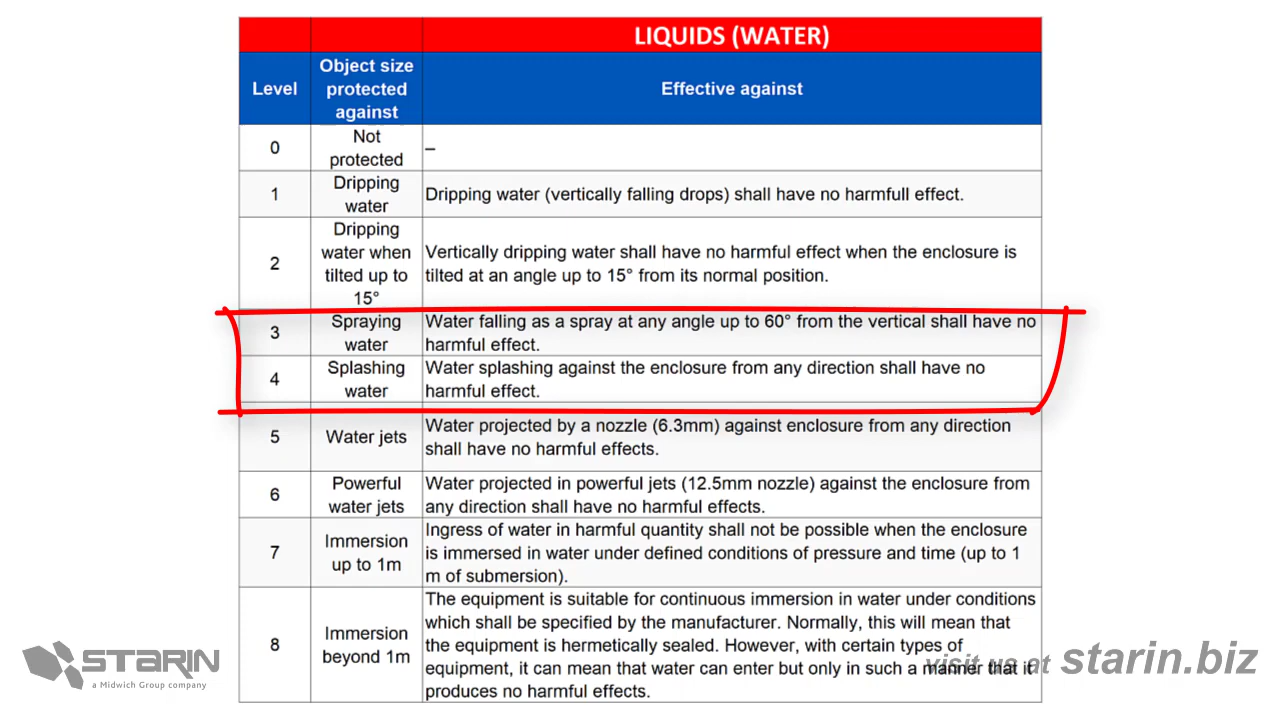 LIQUIDS (WATER)
Level
Object size
protected
against
Effective against
0
Not
protected
–
1
Dripping
water
Dripping water (vertically falling drops) shall have no harmfull effect.
2
Dripping
water when
tilted up to
15°
Vertically dripping water shall have no harmful effect when the enclosure is
tilted at an angle up to 15° from its normal position.
3
Spraying
water
Water falling as a spray at any angle up to 60° from the vertical shall have no
harmful effect.
4
Splashing
water
Water splashing against the enclosure from any direction shall have no
harmful effect.
5
Water jets
Water projected by a nozzle (6.3mm) against enclosure from any direction
shall have no harmful effects.
6
Powerful
water jets
Water projected in powerful jets (12.5mm nozzle) against the enclosure from
any direction shall have no harmful effects.
7
Immersion
up to 1m
Ingress of water in harmful quantity shall not be possible when the enclosure
is immersed in water under defined conditions of pressure and time (up to 1
m of submersion).
8
Immersion
beyond 1m
The equipment is suitable for continuous immersion in water under conditions
which shall be specified by the manufacturer. Normally, this will mean that
the equipment is hermetically sealed. However, with certain types of
equipment, it can mean that water can enter but only in such a manner that it
produces no harmful effects.
STARIN
a Midwich Group company
visit us at starin.biz